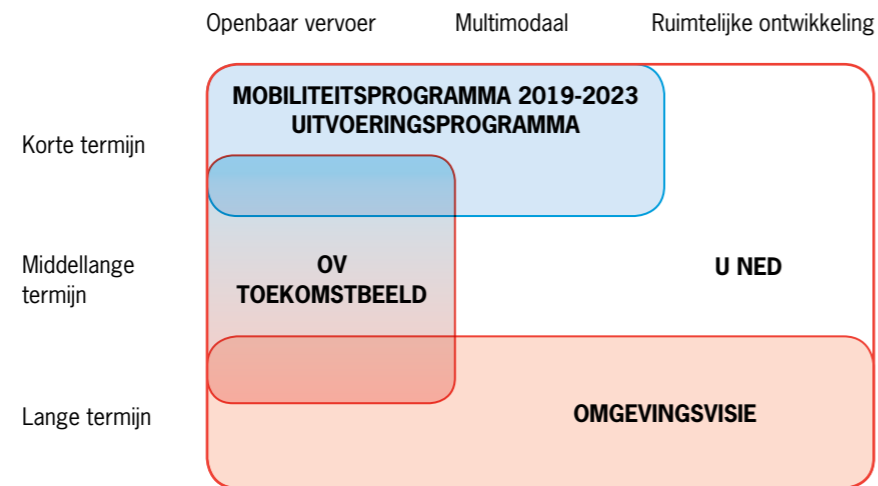 Openbaar vervoer
Multimodaal
Ruimtelijke ontwikkeling
Korte termijn
MOBILITEITSPROGRAMMA 2019-2023
UITVOERINGSPROGRAMMA
Middellange
termijn
OV
TOEKOMSTBEELD
U NED
Lange termijn
OMGEVINGSVISIE